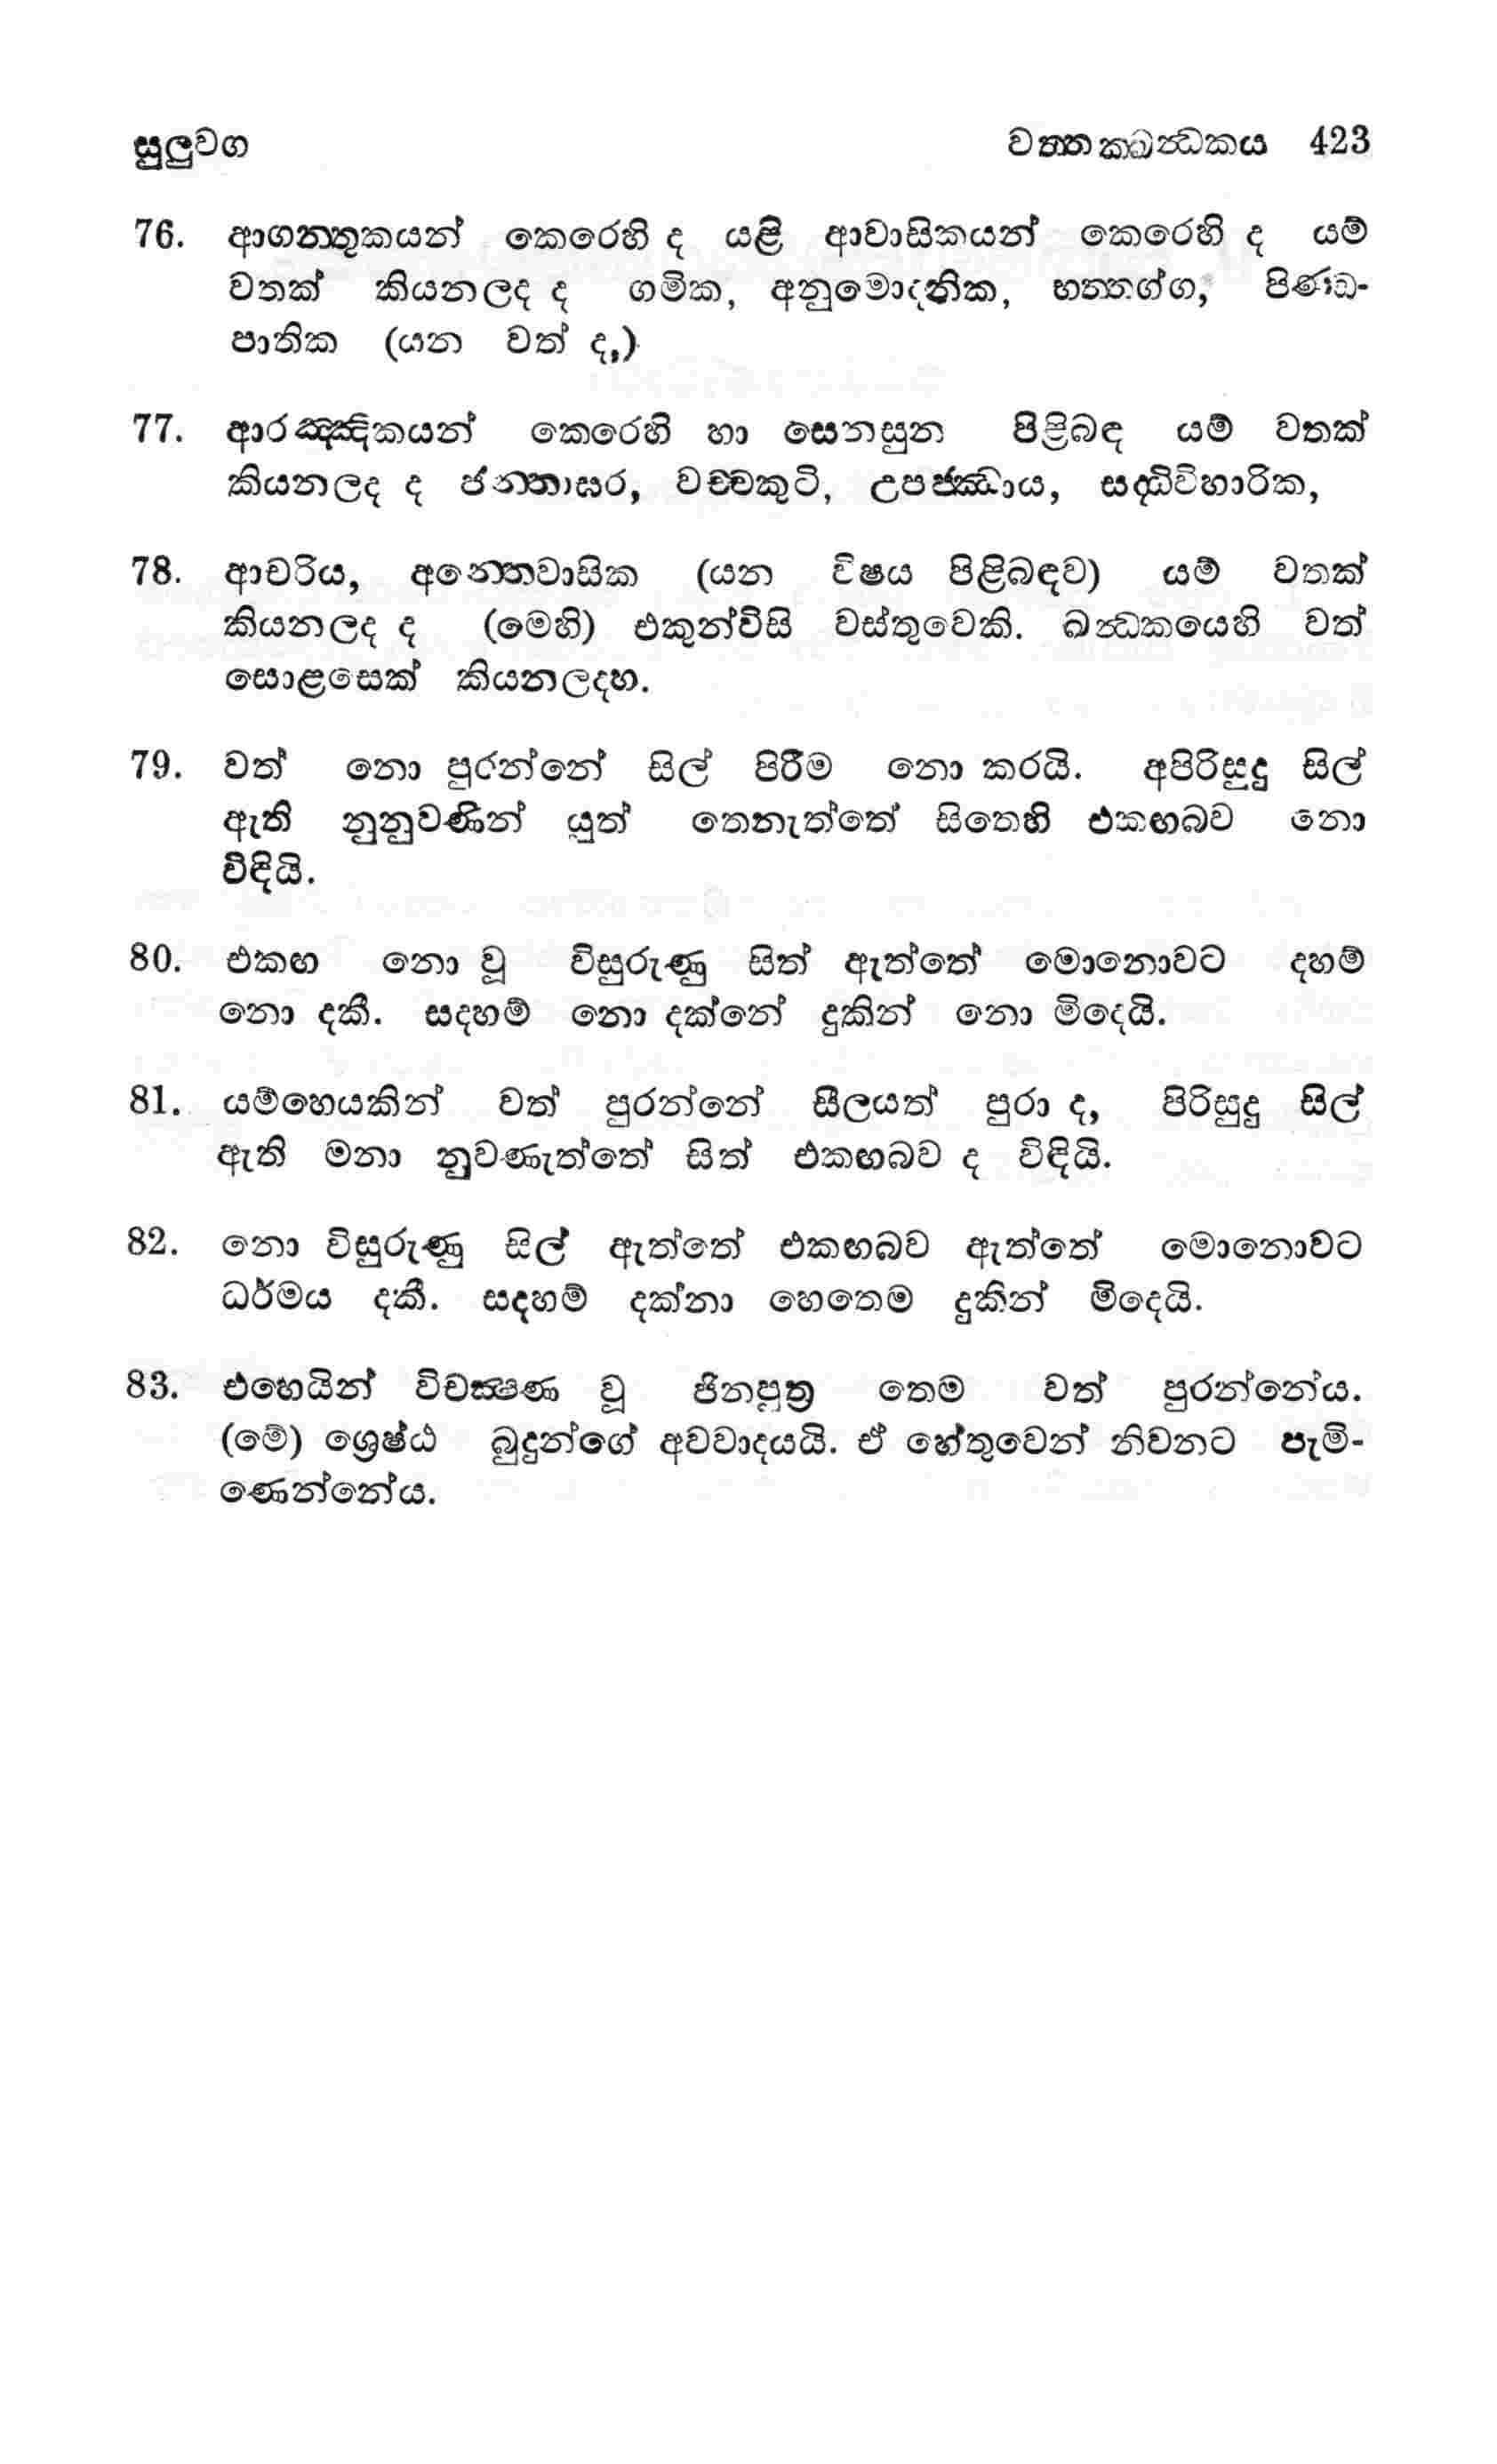 සුලුවග වත්තක්ඛන්ධකය 423
76. ආගන්තුකයන් කෙරෙහි ද යළි ආවාසිකයන් කෙරෙහි ද යම්
වතක් කියනලද ද ගමික, අනුමොදනික, භත්තග්ග, පිණ්ඩ-
පාතික (යන වත් ද,)
77. ආරඤ්ඤිකයන් කෙරෙහි හා සෙනසුන පිළිබඳ යම් වතක්
කියනලද ද ජන්තාඝර, වච්චකුටි, උපජ්ඣාය, සද්ධිවිහාරික,
78. ආචරිය, අන්තෙවාසික (යන විෂය පිළිබඳව) යම් වතක්
කියනලද ද (මෙහි) එකුන්විසි වස්තුවෙකි. ඛන්ධකයෙහි වත්
සොළසෙක් කියනලදහ.
79. වත් නො පුරන්නේ සිල් පිරීම නො කරයි. අපිරිසුදු සිල්
ඇති නුනුවණින් යුත් තෙනැත්තේ සිතෙහි එකඟබව නො
විඳියි.
80. එකඟ නො වූ විසුරුණු සිත් ඇත්තේ මොනොවට දහම්
නො දකී. සදහම් නො දක්නේ දුකින් නො මිදෙයි.
81. යම්හෙයකින් වත් පුරන්නේ සීලයත් පුරා ද, පිරිසුදු සිල්
ඇති මනා නුවණැත්තේ සිත් එකඟබව ද විඳියි.
82. නො විසුරුණු සිල් ඇත්තේ එකඟබව ඇත්තේ මොනොවට
ධර්මය දකී. සදහම් දක්නා හෙතෙම දුකින් මිදෙයි.
83. එහෙයින් විචක්‍ෂණ වූ ජිනපුත්‍ර තෙම වත් පුරන්නේය.
(මේ) ශ්‍රෙෂ්ඨ බුදුන්ගේ අවවාදයයි. ඒ හේතුවෙන් නිවනට පැමි-
ණෙන්නේය.